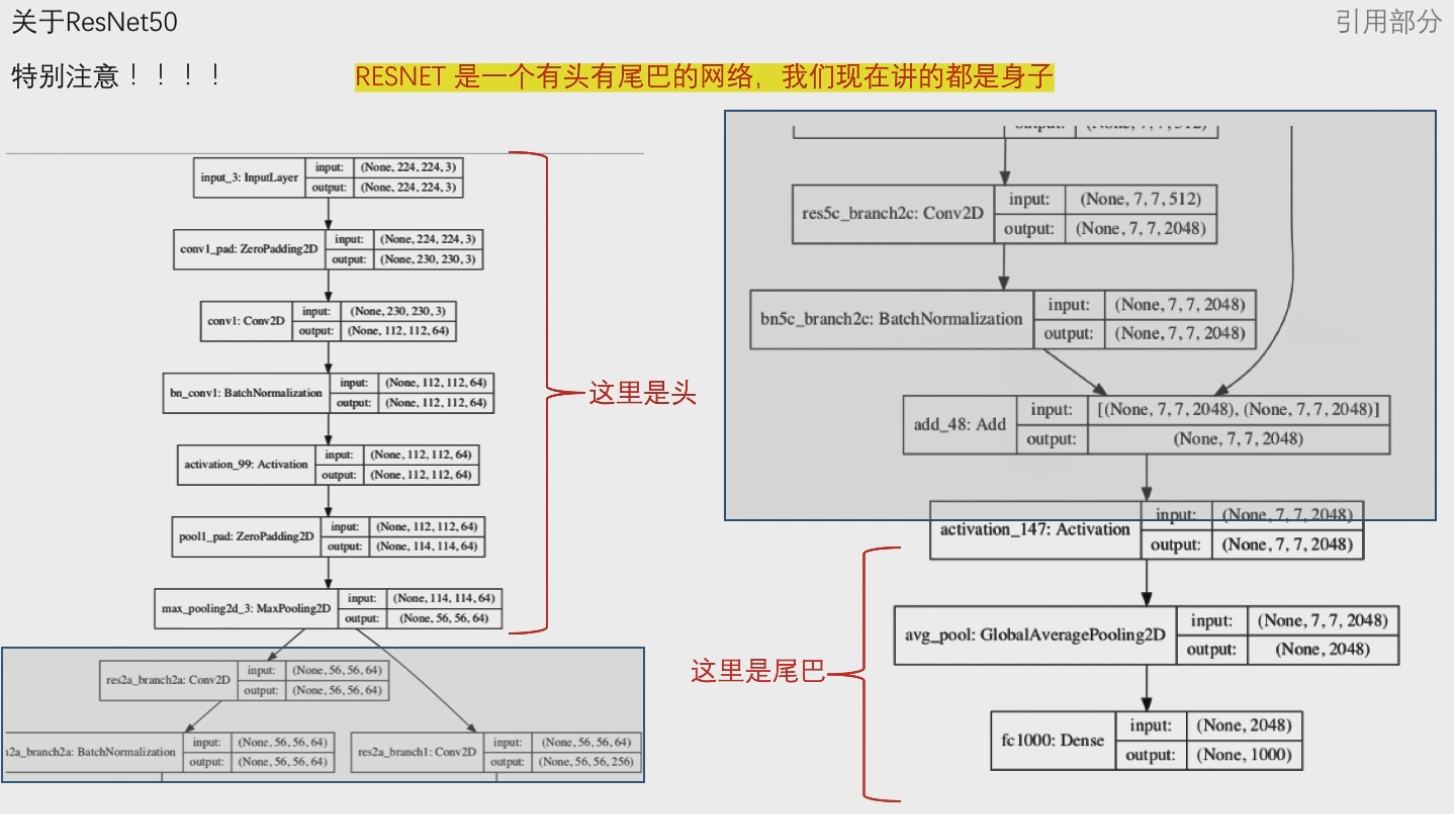 关于ResNet50
引用部分
特别注意！！！！
RESNET 是一个有头有尾巴的网络，我们现在讲的都是身子
input_3: InputLayer
input: (None, 224, 224, 3)
output: (None, 224, 224, 3)
conv1_pad: ZeroPadding2D
input: (None, 224, 224, 3)
output: (None, 230, 230, 3)
conv1: Conv2D
input: (None, 230, 230, 3)
output: (None, 112, 112, 64)
bn_conv1: BatchNormalization
input: (None, 112, 112, 64)
output: (None, 112, 112, 64)
activation_99: Activation
input: (None, 112, 112, 64)
output: (None, 112, 112, 64)
pool1_pad: ZeroPadding2D
input: (None, 112, 112, 64)
output: (None, 114, 114, 64)
max_pooling2d_3: MaxPooling2D
input: (None, 114, 114, 64)
output: (None, 56, 56, 64)
res2a_branch2a: Conv2D
input: (None, 56, 56, 64)
output: (None, 56, 56, 64)
2a_branch2a: BatchNormalization
input: (None, 56, 56, 64)
output: (None, 56, 56, 64)
res2a_branch1: Conv2D
input: (None, 56, 56, 64)
output: (None, 56, 56, 256)
这里是头
output: (None, 7, 7, 512)
res5c_branch2c: Conv2D
input: (None, 7, 7, 512)
output: (None, 7, 7, 2048)
bn5c_branch2c: BatchNormalization
input: (None, 7, 7, 2048)
output: (None, 7, 7, 2048)
add_48: Add
input: [(None, 7, 7, 2048), (None, 7, 7, 2048)]
output: (None, 7, 7, 2048)
activation_147: Activation
input: (None, 7, 7, 2048)
output: (None, 7, 7, 2048)
avg_pool: GlobalAveragePooling2D
input: (None, 7, 7, 2048)
output: (None, 2048)
这里是尾巴
fc1000: Dense
input: (None, 2048)
output: (None, 1000)